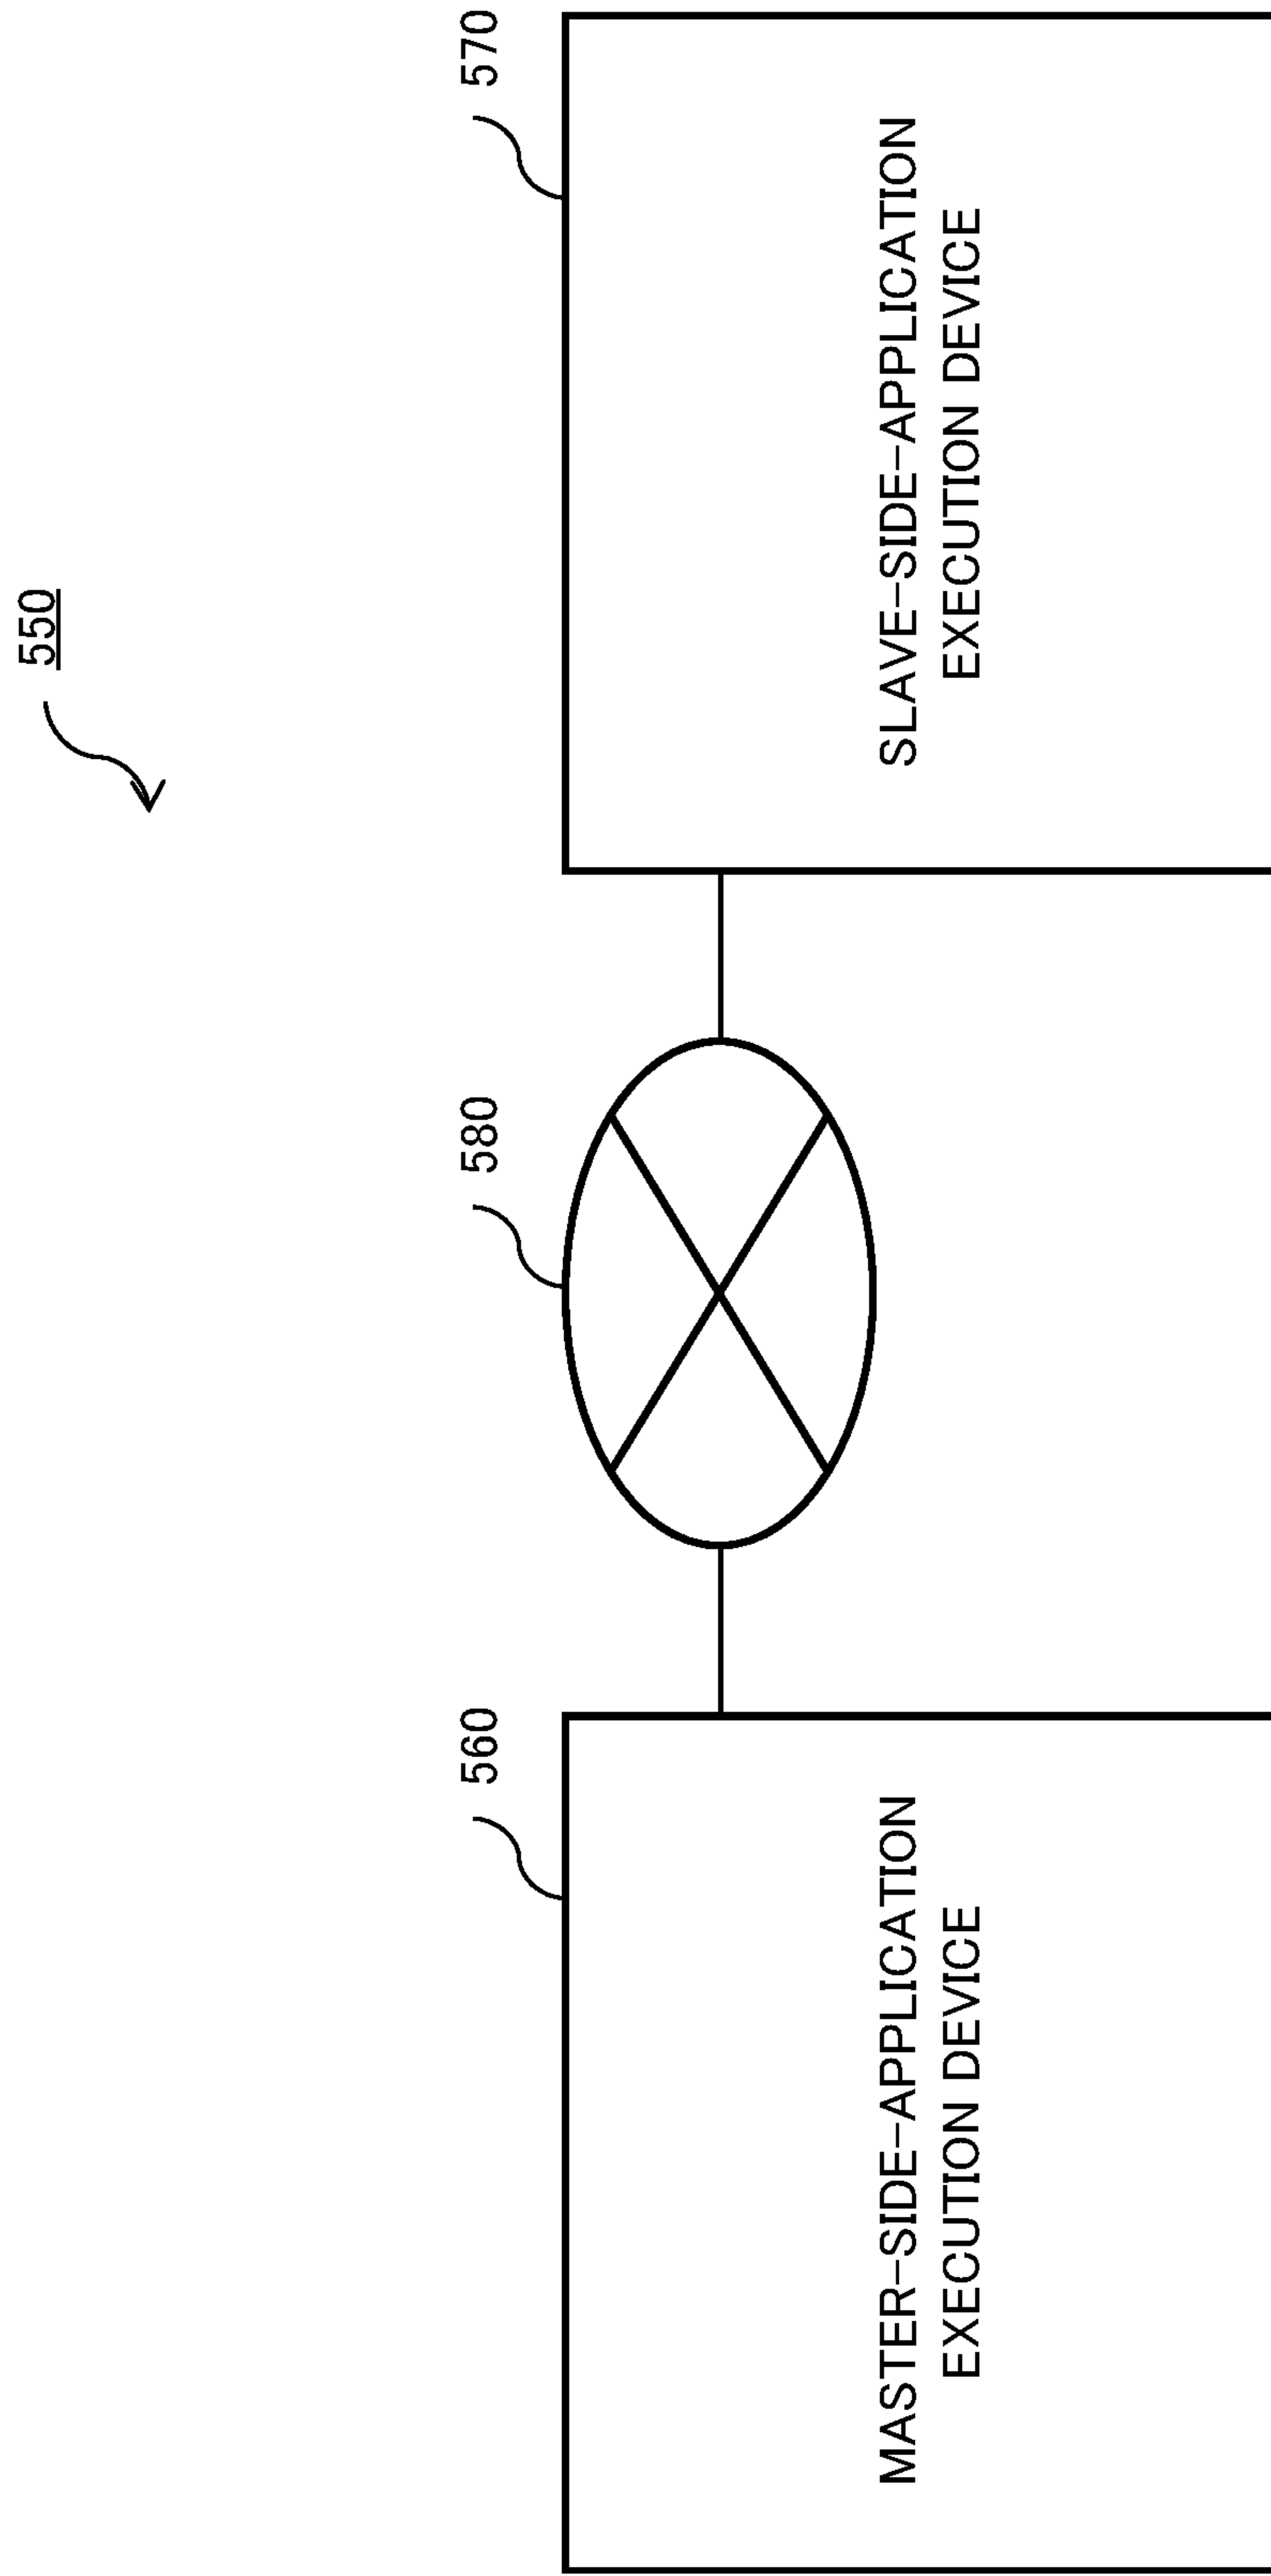 550
560
MASTER-SIDE-APPLICATION
EXECUTION DEVICE
580
570
SLAVE-SIDE-APPLICATION
EXECUTION DEVICE